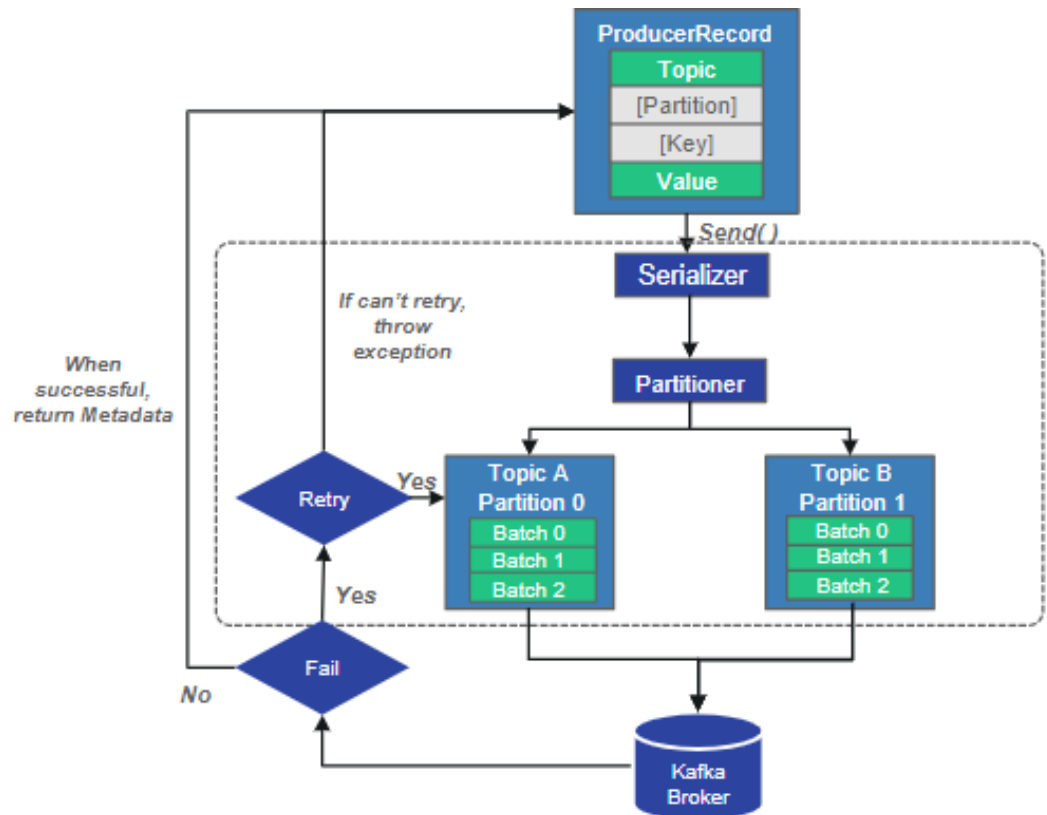 ProducerRecord
Topic
[Partition]
[Key]
Value
Send( )
Serializer
If can't retry,
throw
exception
When
successful,
return Metadata
Partitioner
Retry
Yes
Topic A
Partition 0
Batch 0
Batch 1
Batch 2
Topic B
Partition 1
Batch 0
Batch 1
Batch 2
Yes
Fail
No
Kafka
Broker